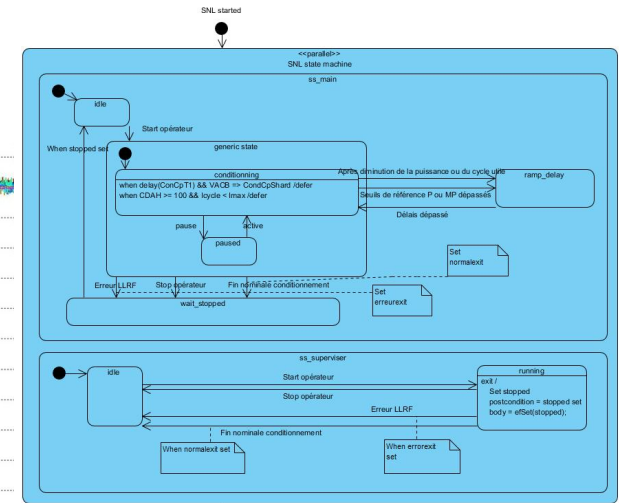 SNL started
<<parallel>>
SNL state machine
ss_main
idle
Start opérateur
When stopped set
generic state
conditionning
when delay(ConCpT1) && VACB => CondCpShard /defer
when CDAH >= 100 && Icycle < Imax /defer
Après diminution de la puissance ou du cycle utile
ramp_delay
Seuils de référence P ou MP dépassés
Délais dépassé
pause
active
paused
Set
normalexit
Erreur LLRF
Stop opérateur
Fin nominale conditionnement
Set
erreurexit
wait_stopped
ss_superviser
idle
running
exit /
Set stopped
postcondition = stopped set
body = efSet(stopped);
Start opérateur
Stop opérateur
Erreur LLRF
Fin nominale conditionnement
When normalexit set
When errorexit
set